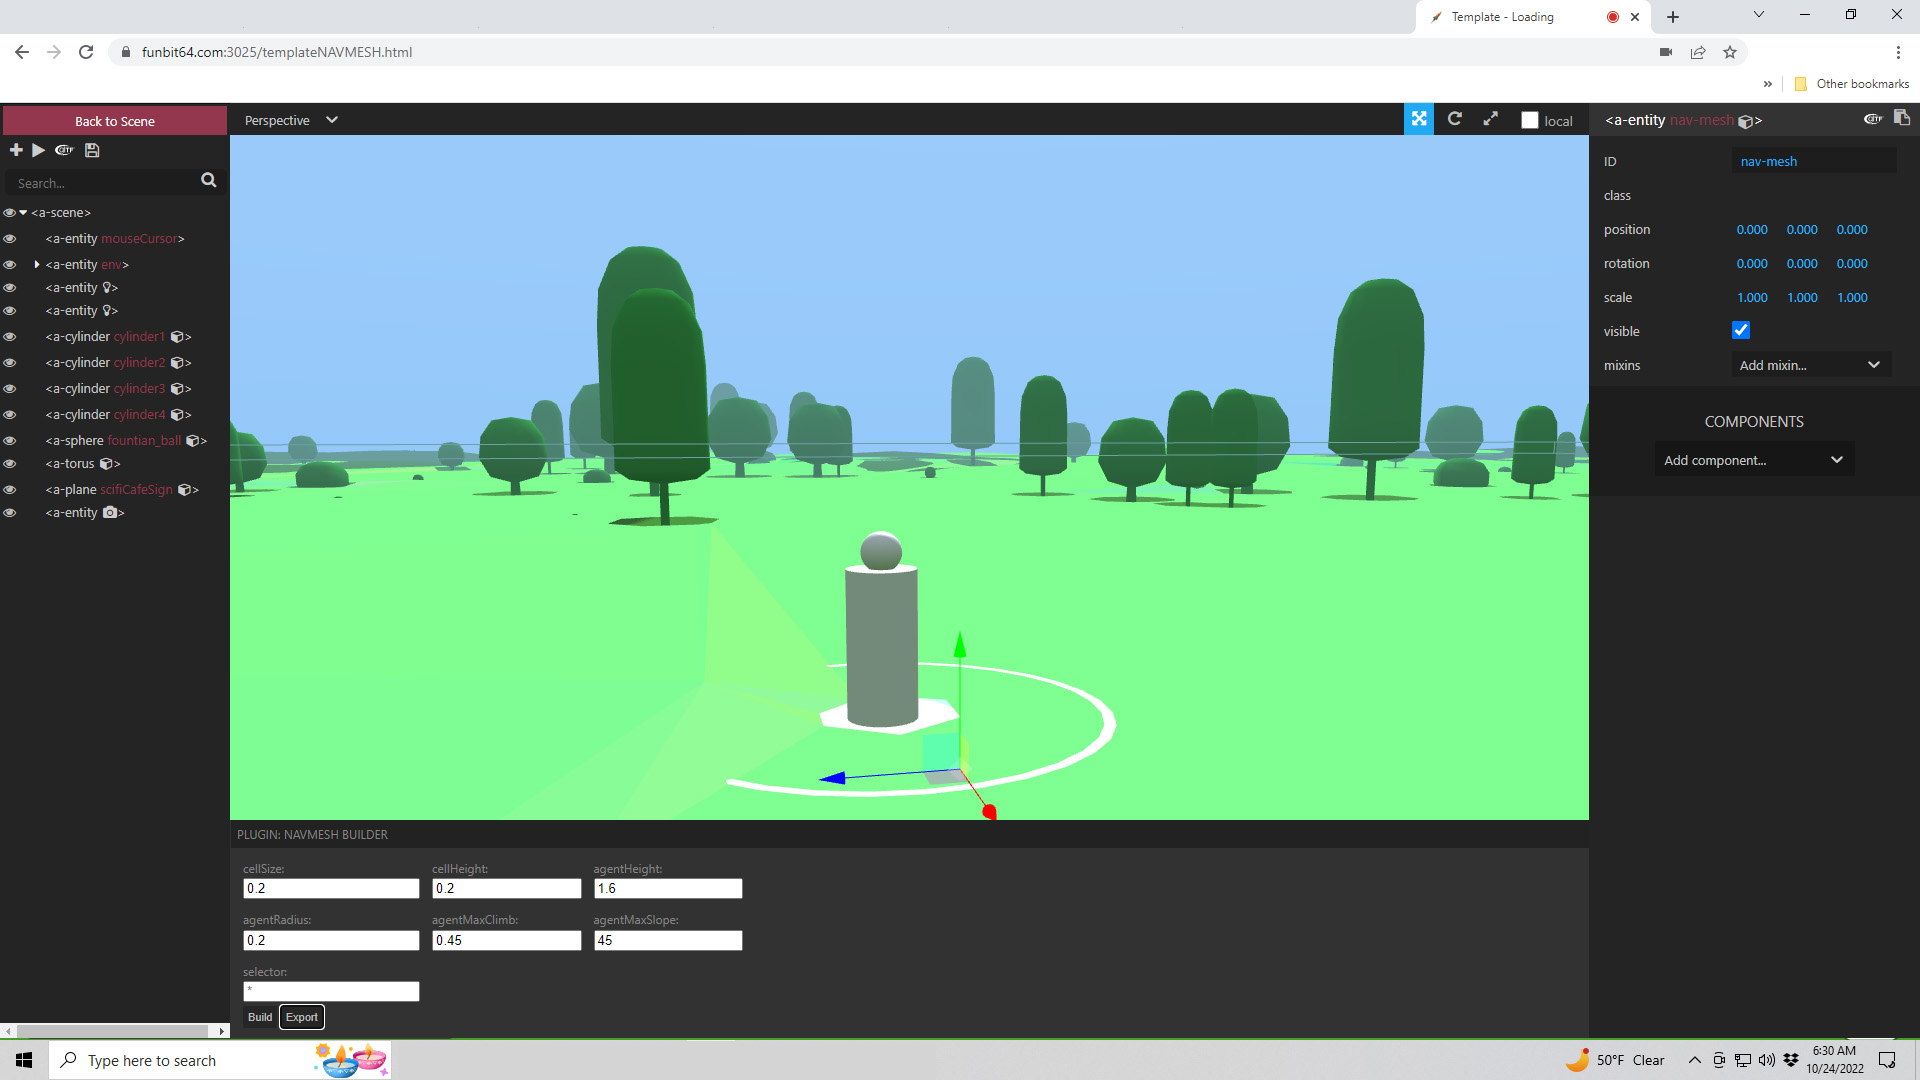 Template - Loading
funbit64.com:3025/templateNAVMESH.html
» Other bookmarks
Back to Scene
Perspective
local
<a-entity nav-mesh >
Search...
<a-scene>
<a-entity mouseCursor>
<a-entity env>
<a-entity >
<a-entity >
<a-cylinder cylinder1 >
<a-cylinder cylinder2 >
<a-cylinder cylinder3 >
<a-cylinder cylinder4 >
<a-sphere fountian_ball >
<a-torus >
<a-plane scifiCafeSign >
<a-entity >
ID nav-mesh
class
position 0.000 0.000 0.000
rotation 0.000 0.000 0.000
scale 1.000 1.000 1.000
visible
mixins Add mixin...
COMPONENTS
Add component...
PLUGIN: NAVMESH BUILDER
cellSize: cellHeight: agentHeight:
0.2 0.2 1.6
agentRadius: agentMaxClimb: agentMaxSlope:
0.2 0.45 45
selector:
*
Build Export
Type here to search
50°F Clear
6:30 AM
10/24/2022